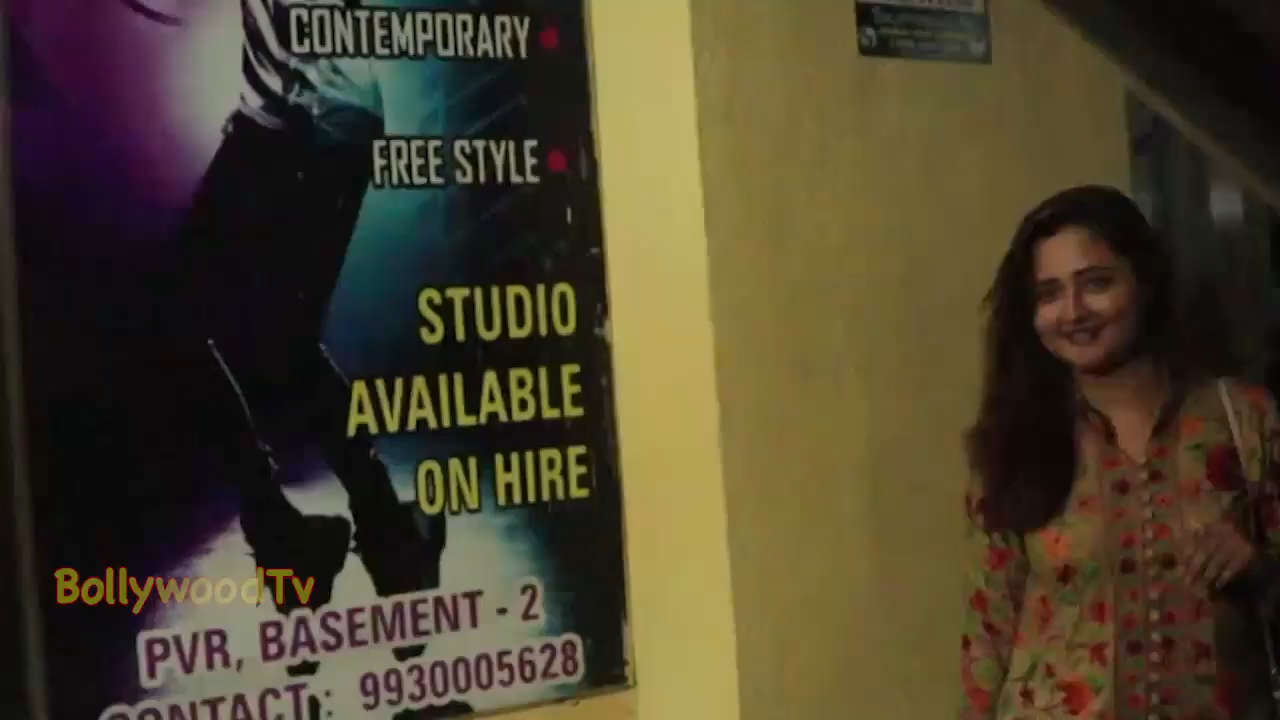 CONTEMPORARY
FREE STYLE
STUDIO
AVAILABLE
ON HIRE
BollywoodTv
PVR, BASEMENT - 2
CONTACT : 9930005628